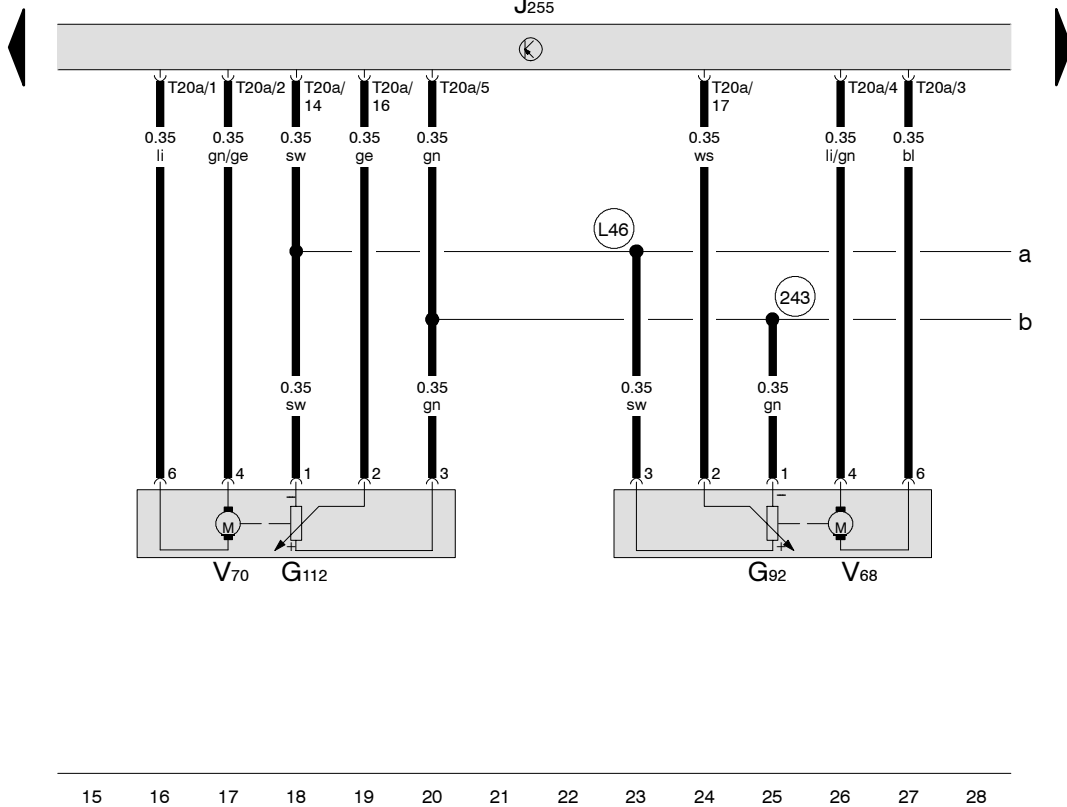 J255
T20a/1 T20a/2 T20a/ T20a/ T20a/5 T20a/ T20a/4 T20a/3
14 16 17
0.35 0.35 0.35 0.35 0.35 0.35 0.35 0.35
li gn/ge sw ge gn ws li/gn bl
L46
a
243
b
0.35 0.35 0.35 0.35
sw gn sw gn
6 4 1 2 3 3 2 1 4 6
− −
M M
+ +
V70 G112 G92 V68
15 16 17 18 19 20 21 22 23 24 25 26 27 28